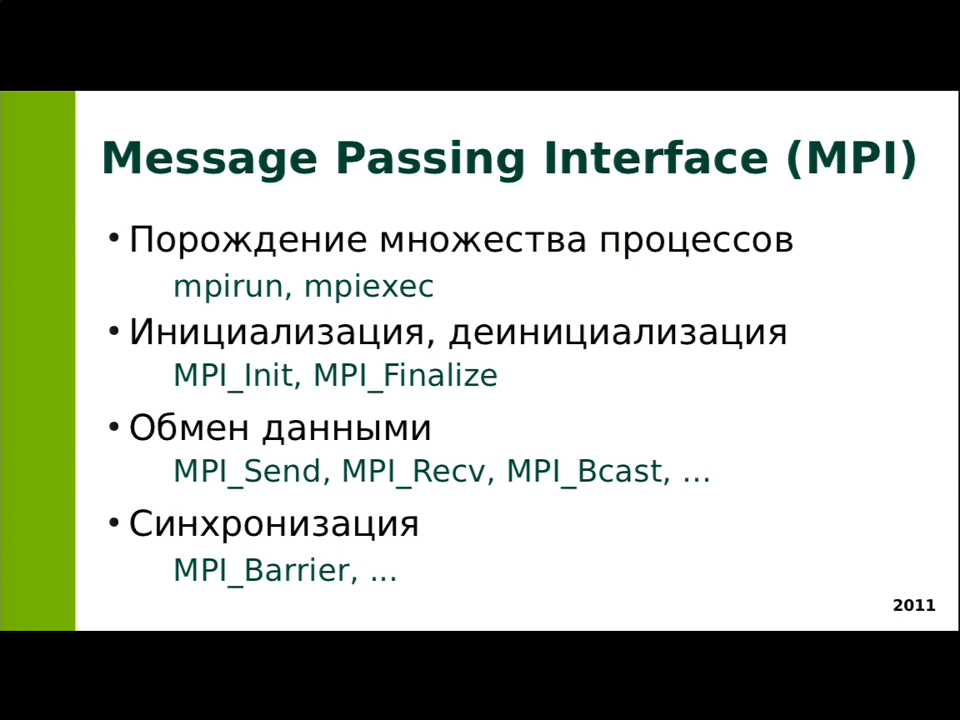 Message Passing Interface (MPI)
• Порождение множества процессов
mpirun, mpiexec
• Инициализация, деинициализация
MPI_Init, MPI_Finalize
• Обмен данными
MPI_Send, MPI_Recv, MPI_Bcast, ...
• Синхронизация
MPI_Barrier, ...
2011